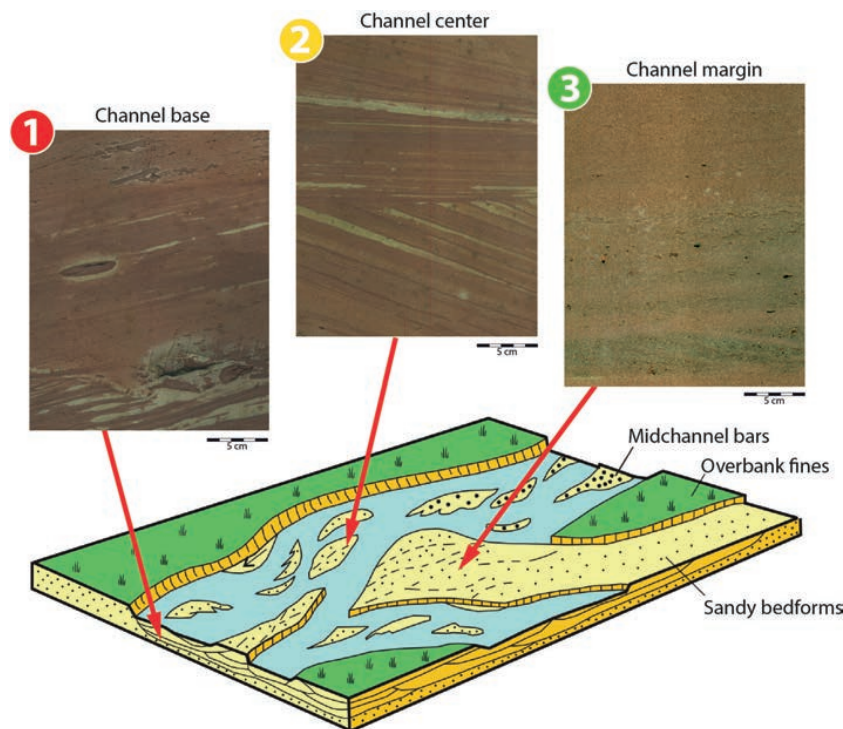 2
Channel center
3
Channel margin
1
Channel base
5 cm
5 cm
5 cm
Midchannel bars
Overbank fines
Sandy bedforms